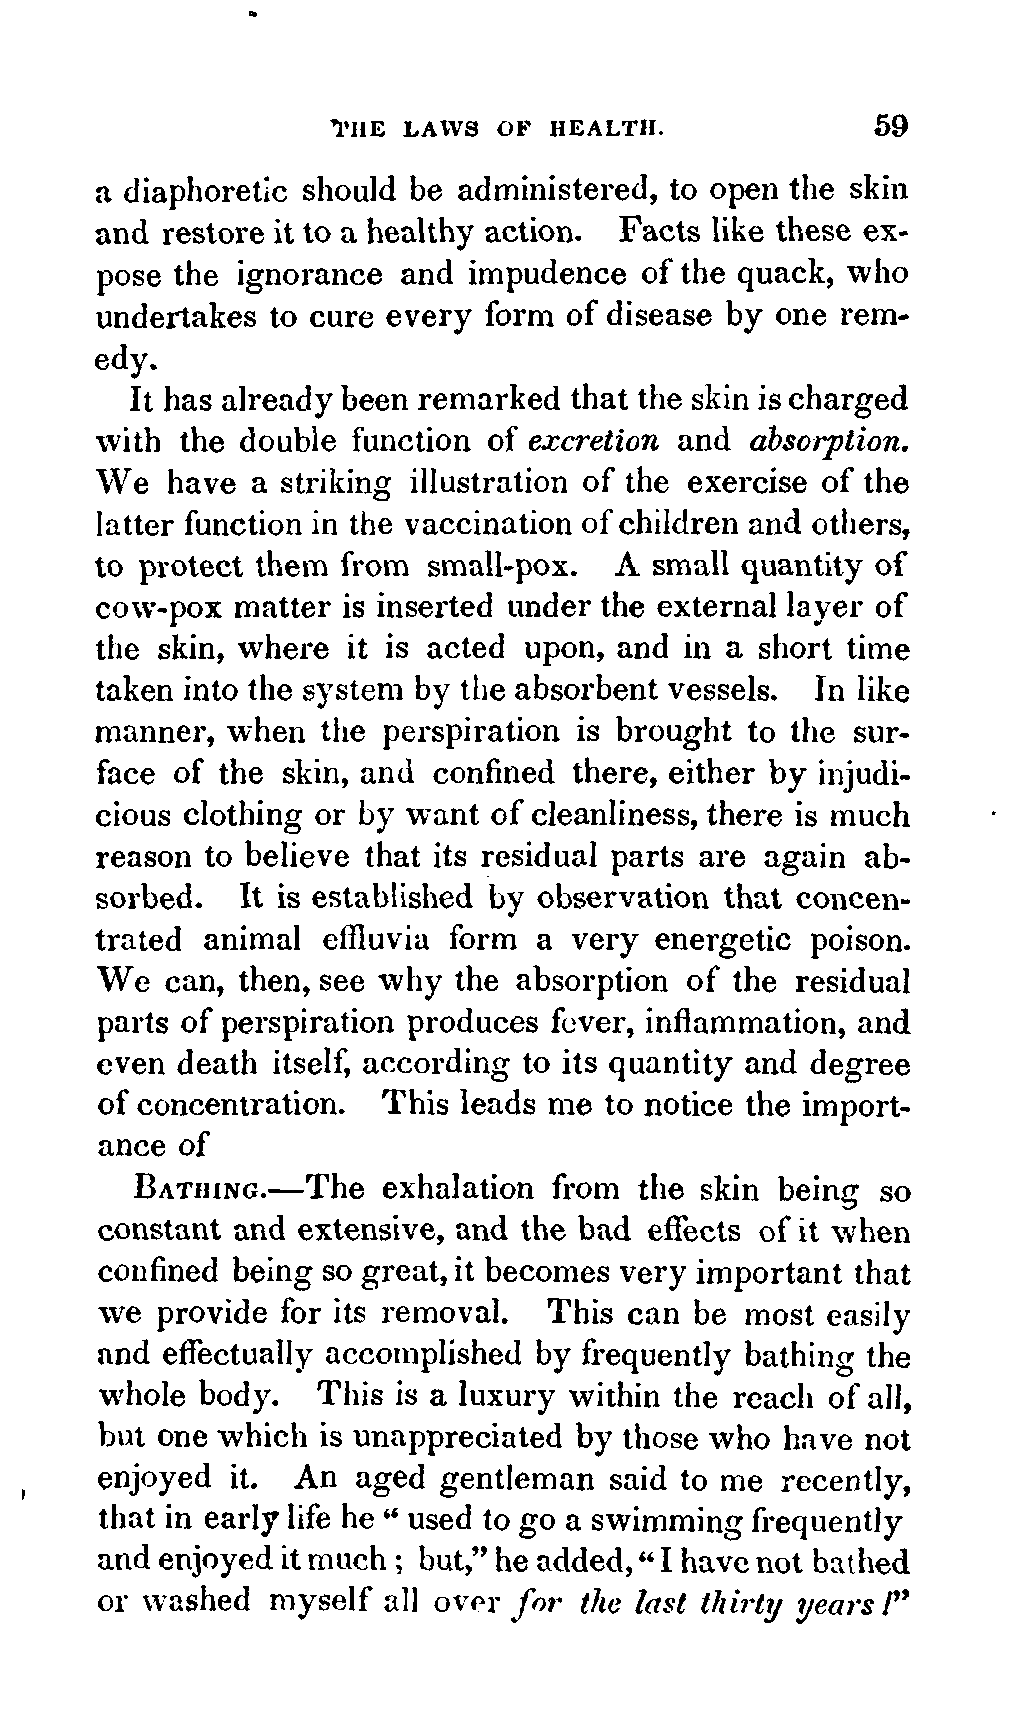 THE LAWS OF HEALTH. 59
a diaphoretic should be administered, to open the skin
and restore it to a healthy action. Facts like these ex-
pose the ignorance and impudence of the quack, who
undertakes to cure every form of disease by one rem-
edy.
It has already been remarked that the skin is charged
with the double function of excretion and absorption.
We have a striking illustration of the exercise of the
latter function in the vaccination of children and others,
to protect them from small-pox. A small quantity of
cow-pox matter is inserted under the external layer of
the skin, where it is acted upon, and in a short time
taken into the system by the absorbent vessels. In like
manner, when the perspiration is brought to the sur-
face of the skin, and confined there, either by injudi-
cious clothing or by want of cleanliness, there is much
reason to believe that its residual parts are again ab-
sorbed. It is established by observation that concen-
trated animal effluvia form a very energetic poison.
We can, then, see why the absorption of the residual
parts of perspiration produces fever, inflammation, and
even death itself, according to its quantity and degree
of concentration. This leads me to notice the import-
ance of
BATHING.—The exhalation from the skin being so
constant and extensive, and the bad effects of it when
confined being so great, it becomes very important that
we provide for its removal. This can be most easily
and effectually accomplished by frequently bathing the
whole body. This is a luxury within the reach of all,
but one which is unappreciated by those who have not
enjoyed it. An aged gentleman said to me recently,
that in early life he “ used to go a swimming frequently
and enjoyed it much ; but,” he added, “ I have not bathed
or washed myself all over for the last thirty years !”